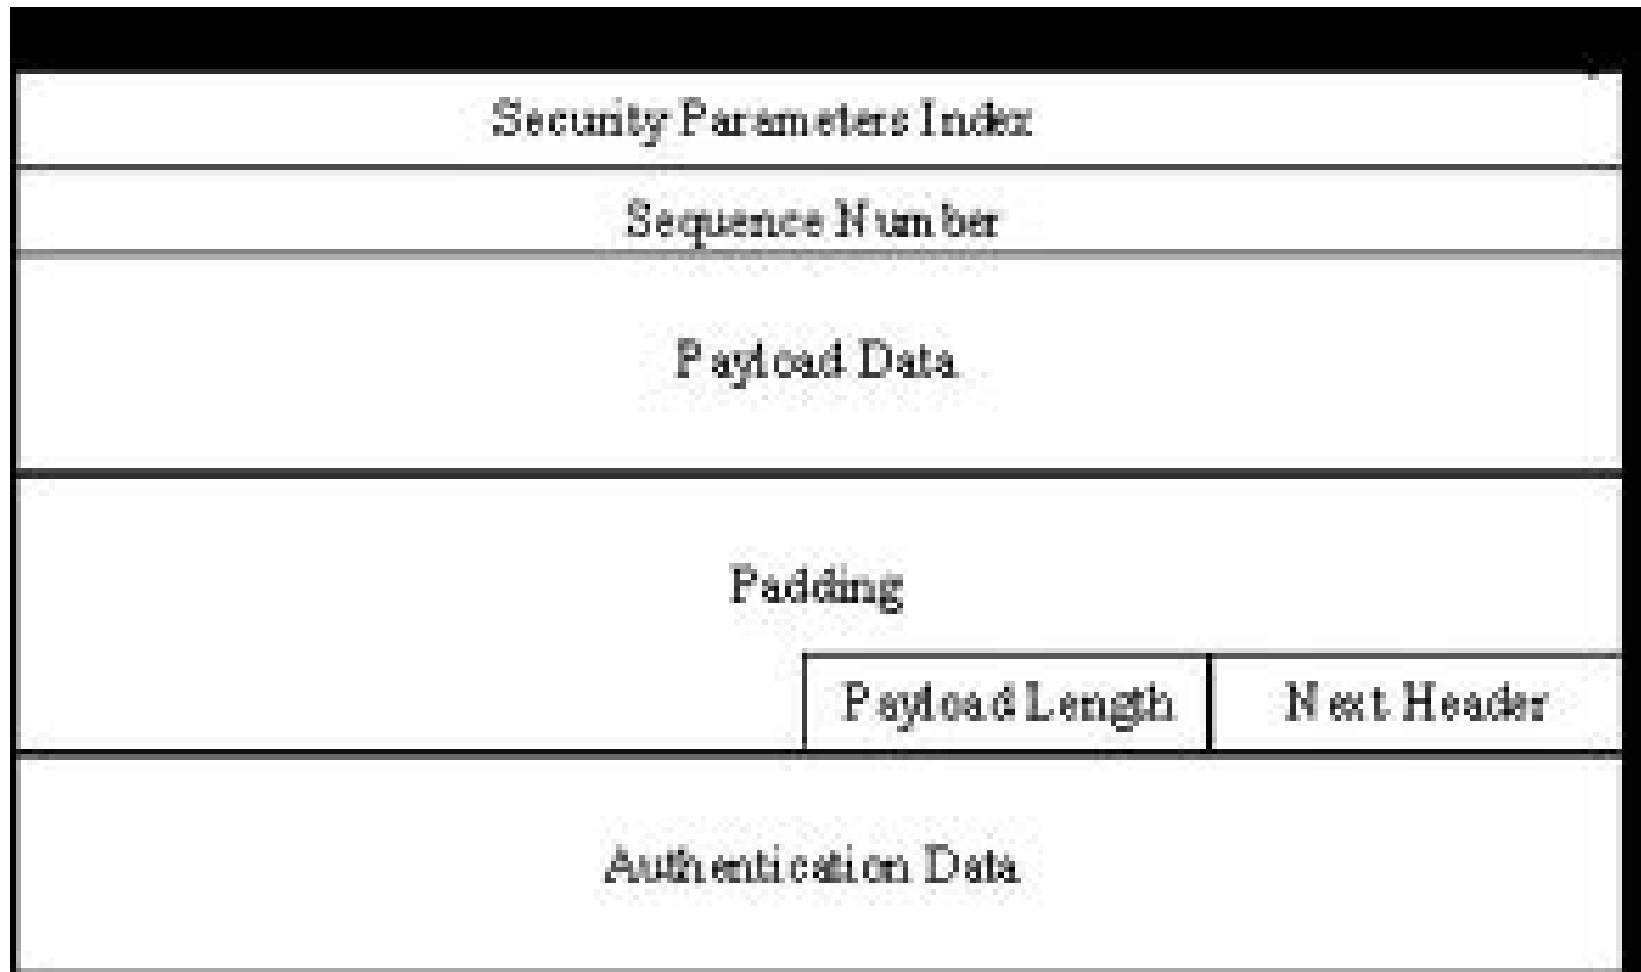 Security Parameters Index
Sequence Number
Payload Data
Padding
Payload Length
Next Header
Authentication Data